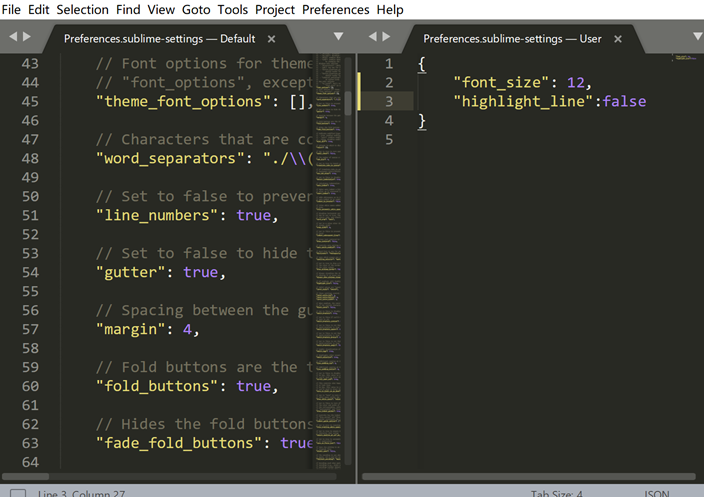 File Edit Selection Find View Goto Tools Project Preferences Help
Preferences.sublime-settings — Default
43 // Font options for theme
44 // "font_options", except
45 "theme_font_options": [],
46
47 // Characters that are co
48 "word_separators": "./\\(
49
50 // Set to false to preven
51 "line_numbers": true,
52
53 // Set to false to hide t
54 "gutter": true,
55
56 // Spacing between the gu
57 "margin": 4,
58
59 // Fold buttons are the t
60 "fold_buttons": true,
61
62 // Hides the fold buttons
63 "fade_fold_buttons": true
64
Preferences.sublime-settings — User
1 {
2 "font_size": 12,
3 "highlight_line":false
4 }
5
Line 3, Column 27
Tab Size: 4
JSON